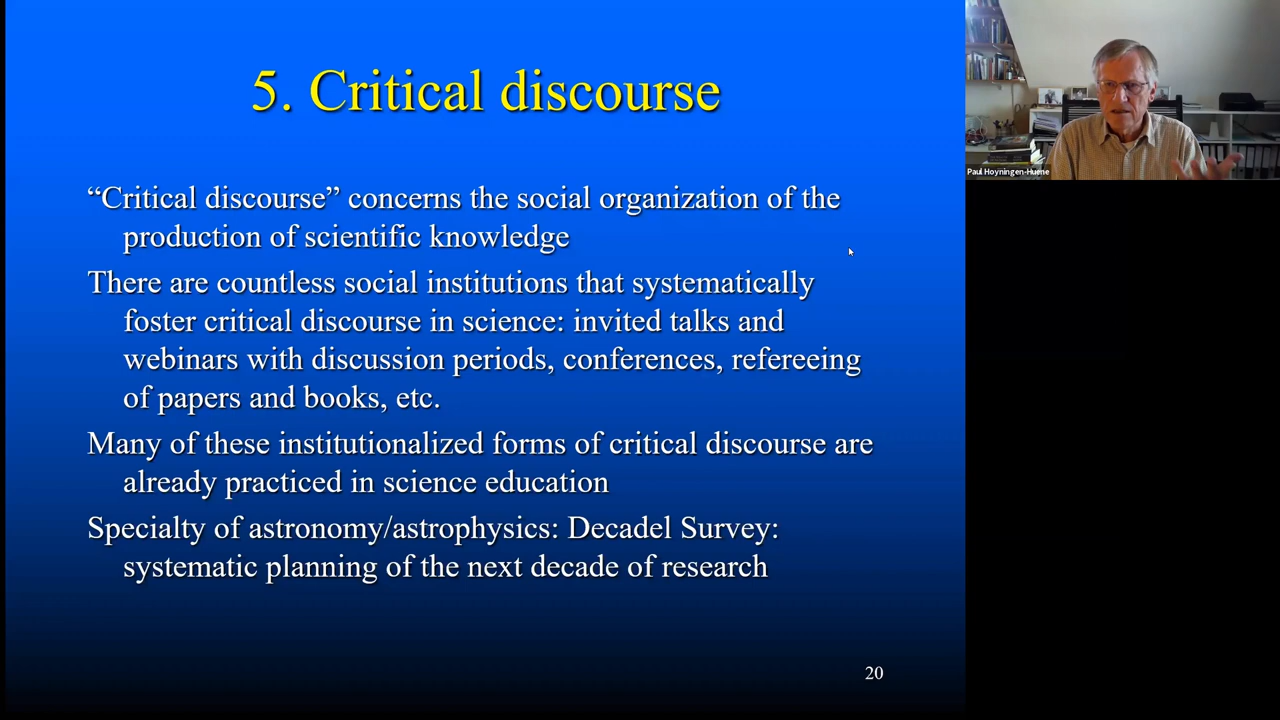 5. Critical discourse
“Critical discourse” concerns the social organization of the
production of scientific knowledge
There are countless social institutions that systematically
foster critical discourse in science: invited talks and
webinars with discussion periods, conferences, refereeing
of papers and books, etc.
Many of these institutionalized forms of critical discourse are
already practiced in science education
Specialty of astronomy/astrophysics: Decadel Survey:
systematic planning of the next decade of research
20
Paul Hoyningen-Huene